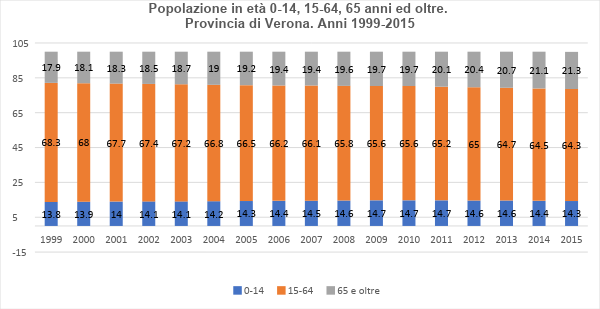 Popolazione in età 0-14, 15-64, 65 anni ed oltre.
Provincia di Verona. Anni 1999-2015
105
17.9 18.1 18.3 18.5 18.7 19 19.2 19.4 19.4 19.6 19.7 19.7 20.1 20.4 20.7 21.1 21.3
85
65
68.3 68 67.7 67.4 67.2 66.8 66.5 66.2 66.1 65.8 65.6 65.6 65.2 65 64.7 64.5 64.3
45
25
13.8 13.9 14 14.1 14.1 14.2 14.3 14.4 14.5 14.6 14.7 14.7 14.7 14.6 14.6 14.4 14.3
5
1999 2000 2001 2002 2003 2004 2005 2006 2007 2008 2009 2010 2011 2012 2013 2014 2015
-15
0-14 15-64 65 e oltre